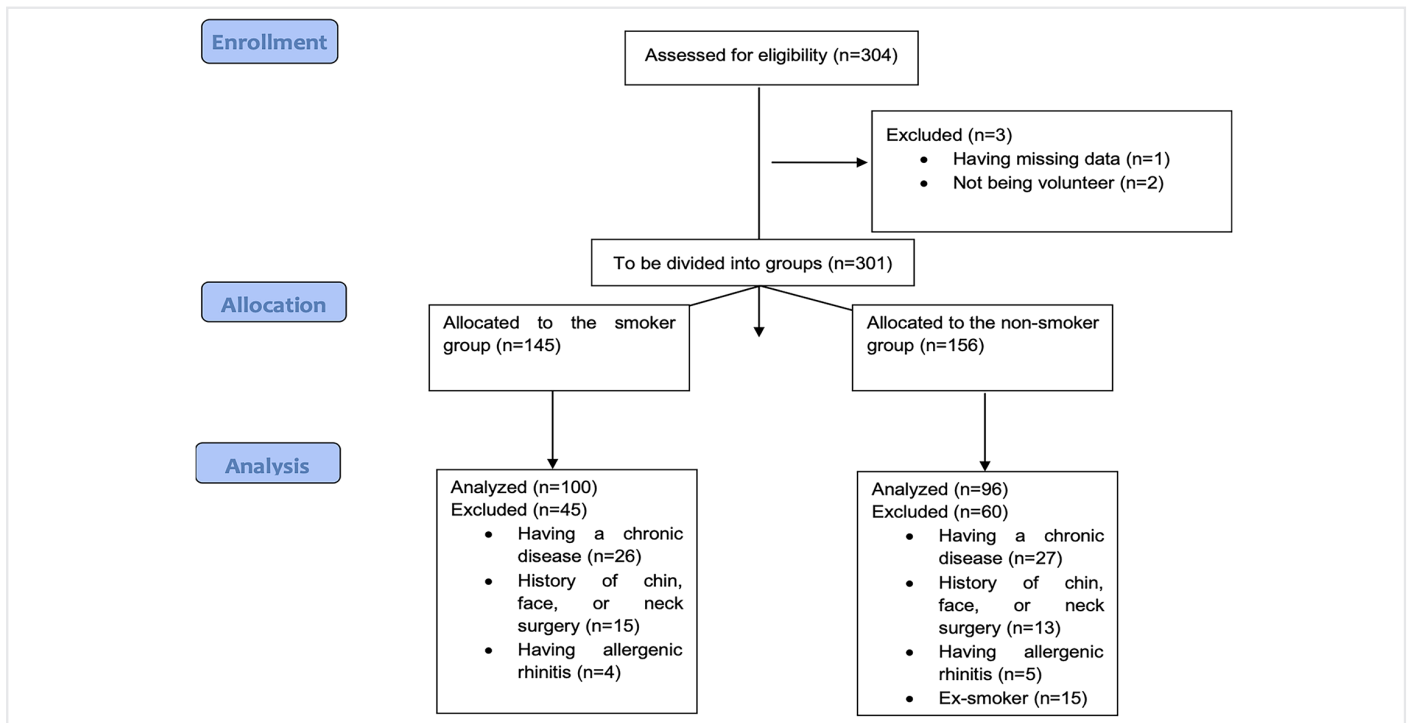 Enrollment
Assessed for eligibility (n=304)
Excluded (n=3)
• Having missing data (n=1)
• Not being volunteer (n=2)
To be divided into groups (n=301)
Allocation
Allocated to the smoker
group (n=145)
Allocated to the non-smoker
group (n=156)
Analysis
Analyzed (n=100)
Excluded (n=45)
• Having a chronic
disease (n=26)
• History of chin,
face, or neck
surgery (n=15)
• Having allergenic
rhinitis (n=4)
Analyzed (n=96)
Excluded (n=60)
• Having a chronic
disease (n=27)
• History of chin,
face, or neck
surgery (n=13)
• Having allergenic
rhinitis (n=5)
• Ex-smoker (n=15)